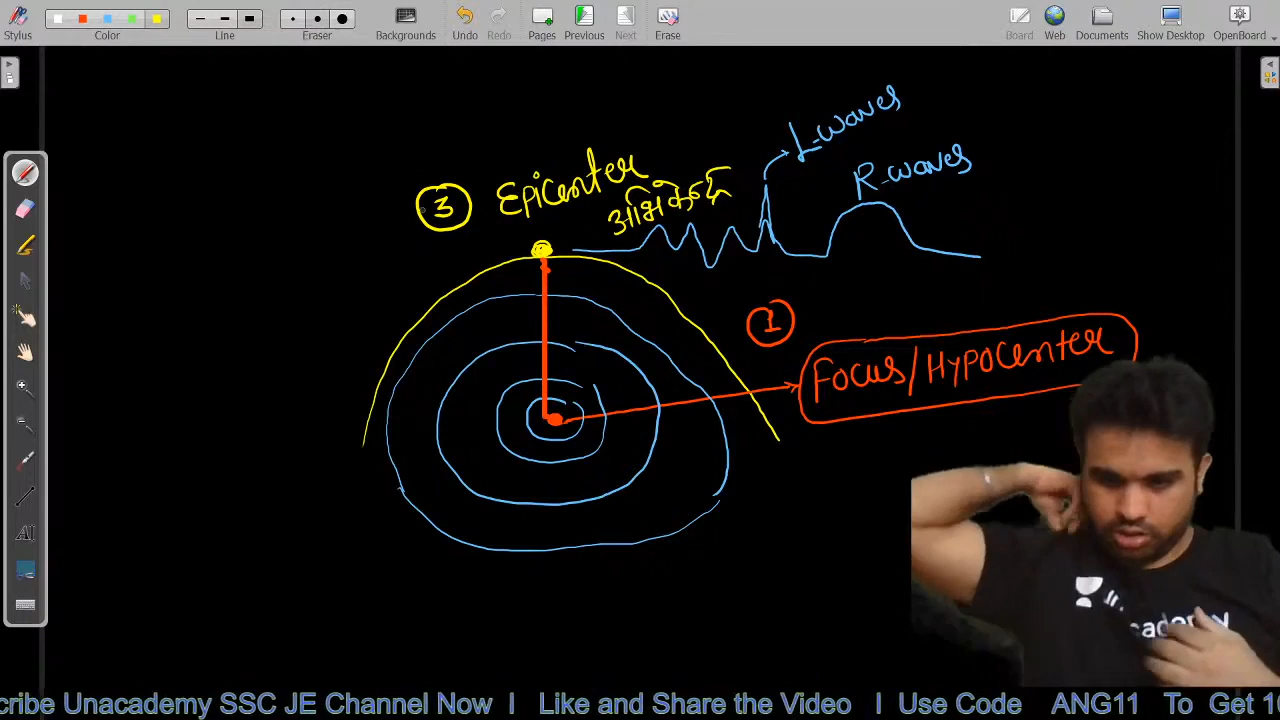 Stylus
Color
Line
Eraser
Backgrounds
Undo
Redo
Pages
Previous
Next
Erase
Board
Web
Documents
Show Desktop
OpenBoard
L-waves
R-waves
3 Epicenter
1
Focus/Hypocenter
cribe Unacademy SSC JE Channel Now I Like and Share the Video I Use Code ANG11 To Get 1